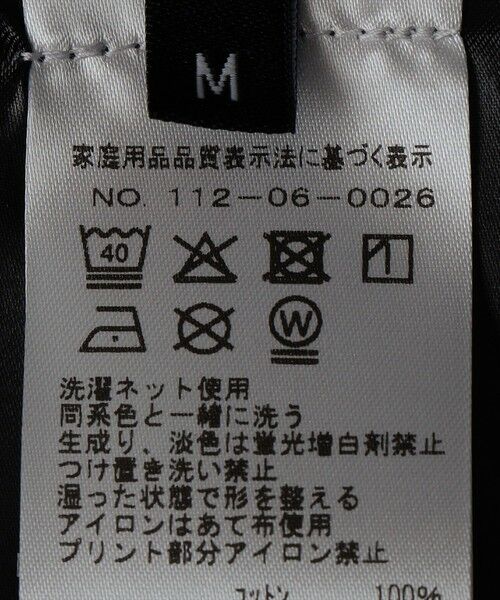 M
家庭用品品質表示法に基づく表示
NO. 112-06-0026
40
W
洗濯ネット使用
同系色と一緒に洗う
生成り、淡色は蛍光増白剤禁止
つけ置き洗い禁止
湿った状態で形を整える
アイロンはあて布使用
プリント部分アイロン禁止
コットン 100%